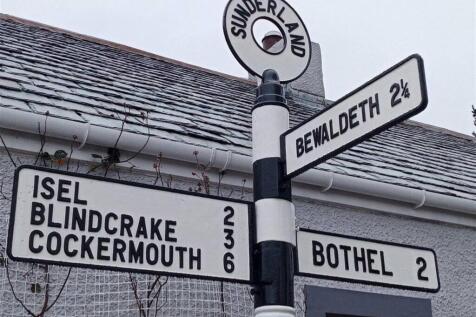 SUNDERLAND
BEWALDETH 2¼
ISEL 2
BLINDCRAKE 3
COCKERMOUTH 6
BOTHEL 2